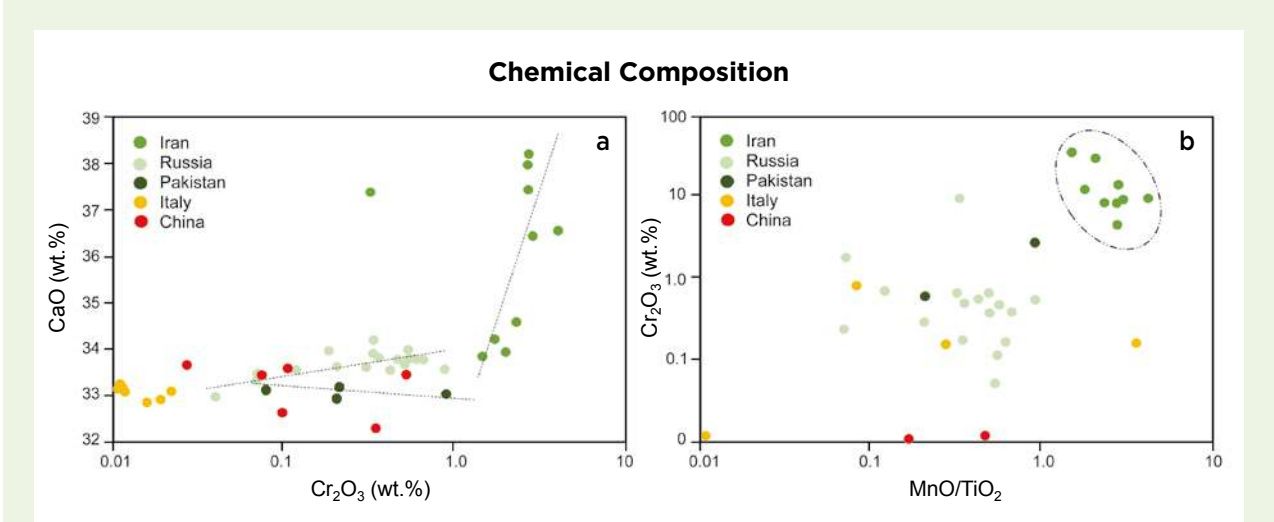 Chemical Composition
39
38
37
36
35
34
33
32
CaO (wt.%)
Iran
Russia
Pakistan
Italy
China
a
0.01
0.1
1.0
10
Cr₂O₃ (wt.%)
100
10
1.0
0.1
0
Cr₂O₃ (wt.%)
Iran
Russia
Pakistan
Italy
China
b
0.01
0.1
1.0
10
MnO/TiO₂